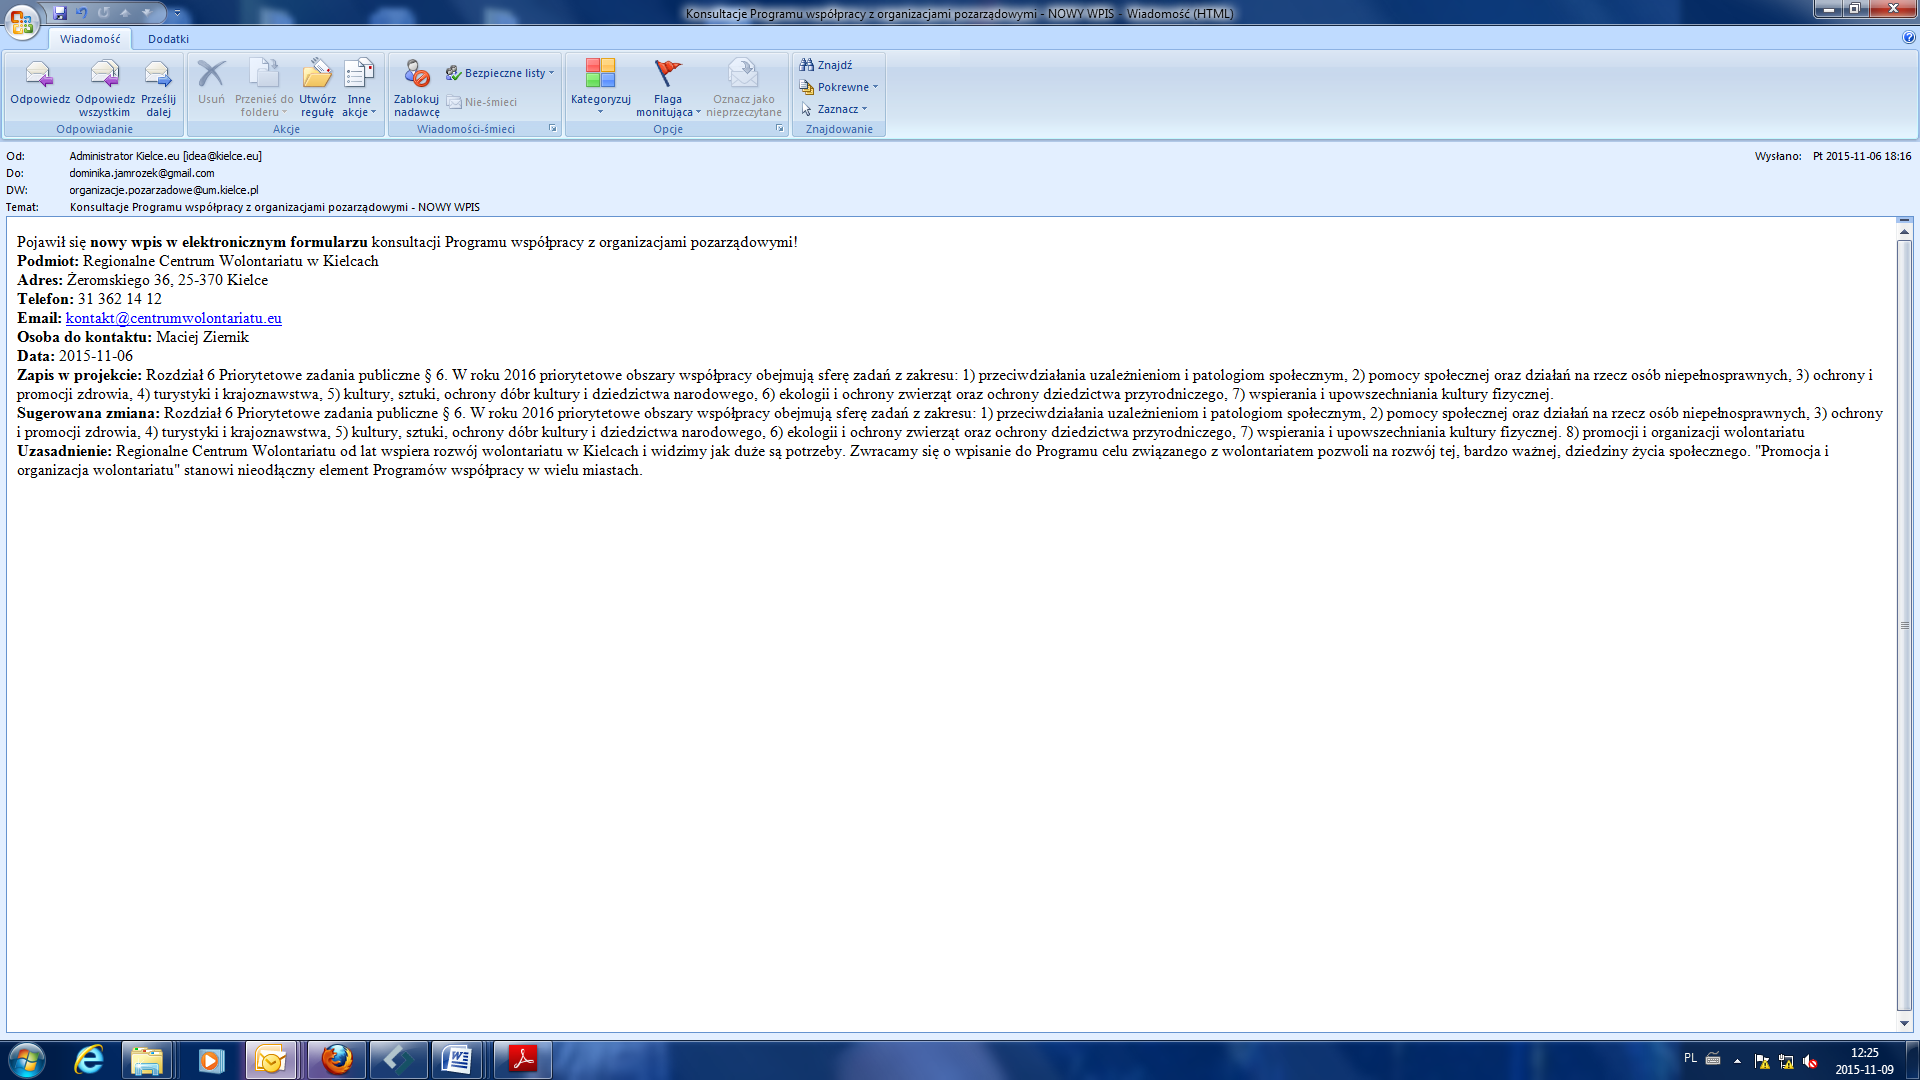 Konsultacje Programu współpracy z organizacjami pozarządowymi - NOWY WPIS - Wiadomość (HTML)
Wiadomość Dodatki
Odpowiedz
Odpowiedz wszystkim
Prześlij dalej
Odpowiadanie
Usuń
Przenieś do folderu
Utwórz regułę
Inne akcje
Akcje
Zablokuj nadawcę
Bezpieczne listy
Nie-śmieci
Wiadomości-śmieci
Kategoryzuj
Flaga monitująca
Oznacz jako nieprzeczytane
Opcje
Znajdź
Pokrewne
Zaznacz
Znajdowanie
Od: Administrator Kielce.eu [idea@kielce.eu] Wysłano: Pt 2015-11-06 18:16
Do: dominika.jamrozek@gmail.com
DW: organizacje.pozarzadowe@um.kielce.pl
Temat: Konsultacje Programu współpracy z organizacjami pozarządowymi - NOWY WPIS
Pojawił się nowy wpis w elektronicznym formularzu konsultacji Programu współpracy z organizacjami pozarządowymi!
Podmiot: Regionalne Centrum Wolontariatu w Kielcach
Adres: Żeromskiego 36, 25-370 Kielce
Telefon: 31 362 14 12
Email: kontakt@centrumwolontariatu.eu
Osoba do kontaktu: Maciej Ziernik
Data: 2015-11-06
Zapis w projekcie: Rozdział 6 Priorytetowe zadania publiczne § 6. W roku 2016 priorytetowe obszary współpracy obejmują sferę zadań z zakresu: 1) przeciwdziałania uzależnieniom i patologiom społecznym, 2) pomocy społecznej oraz działań na rzecz osób niepełnosprawnych, 3) ochrony i
promocji zdrowia, 4) turystyki i krajoznawstwa, 5) kultury, sztuki, ochrony dóbr kultury i dziedzictwa narodowego, 6) ekologii i ochrony zwierząt oraz ochrony dziedzictwa przyrodniczego, 7) wspierania i upowszechniania kultury fizycznej.
Sugerowana zmiana: Rozdział 6 Priorytetowe zadania publiczne § 6. W roku 2016 priorytetowe obszary współpracy obejmują sferę zadań z zakresu: 1) przeciwdziałania uzależnieniom i patologiom społecznym, 2) pomocy społecznej oraz działań na rzecz osób niepełnosprawnych, 3) ochrony
i promocji zdrowia, 4) turystyki i krajoznawstwa, 5) kultury, sztuki, ochrony dóbr kultury i dziedzictwa narodowego, 6) ekologii i ochrony zwierząt oraz ochrony dziedzictwa przyrodniczego, 7) wspierania i upowszechniania kultury fizycznej. 8) promocji i organizacji wolontariatu
Uzasadnienie: Regionalne Centrum Wolontariatu od lat wspiera rozwój wolontariatu w Kielcach i widzimy jak duże są potrzeby. Zwracamy się o wpisanie do Programu celu związanego z wolontariatem pozwoli na rozwój tej, bardzo ważnej, dziedziny życia społecznego. "Promocja i
organizacja wolontariatu" stanowi nieodłączny element Programów współpracy w wielu miastach.
PL
12:25
2015-11-09